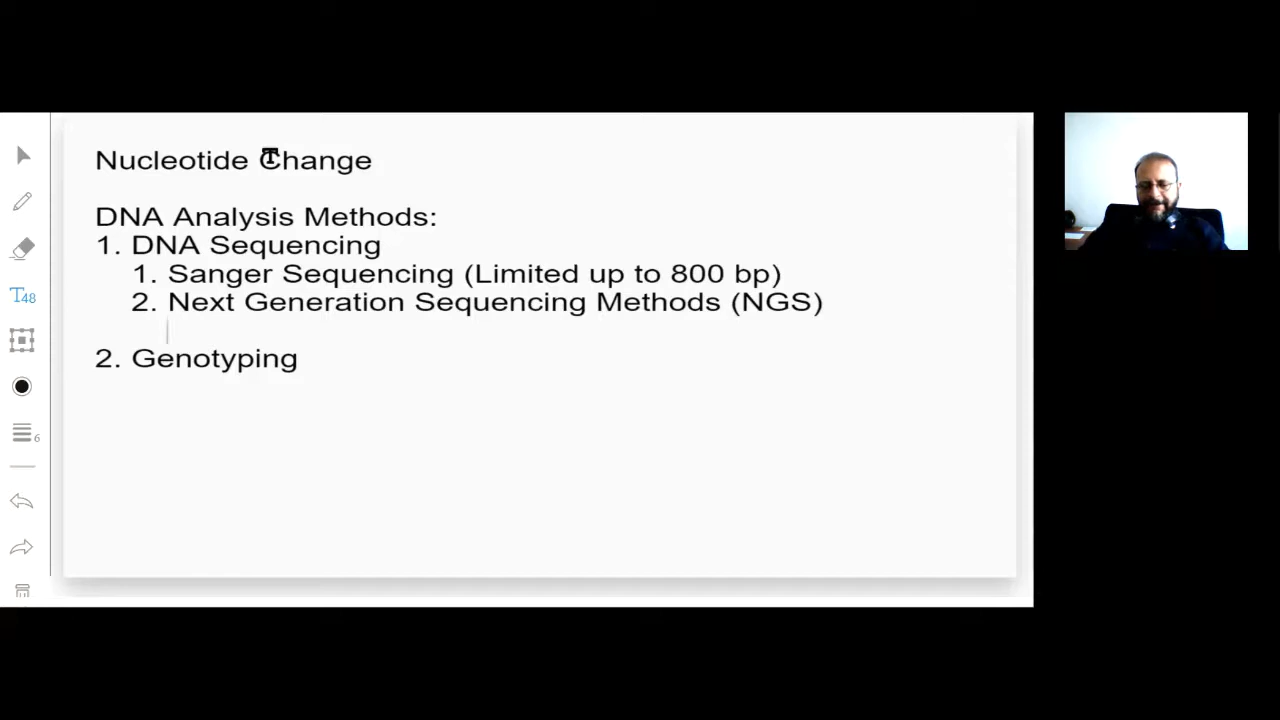 Nucleotide Change
DNA Analysis Methods:
1. DNA Sequencing
1. Sanger Sequencing (Limited up to 800 bp)
2. Next Generation Sequencing Methods (NGS)
2. Genotyping
T48
6